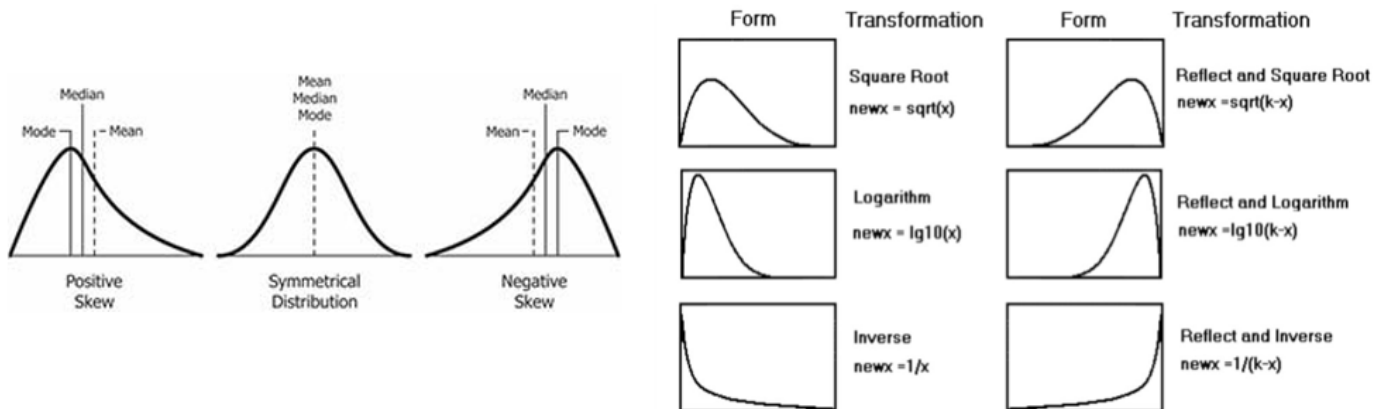 Median
Mode
Mean
Positive
Skew
Mean
Median
Mode
Symmetrical
Distribution
Median
Mean
Mode
Negative
Skew
Form
Transformation
Form
Transformation
Square Root
newx = sqrt(x)
Reflect and Square Root
newx =sqrt(k-x)
Logarithm
newx = lg10(x)
Reflect and Logarithm
newx =lg10(k-x)
Inverse
newx =1/x
Reflect and Inverse
newx =1/(k-x)